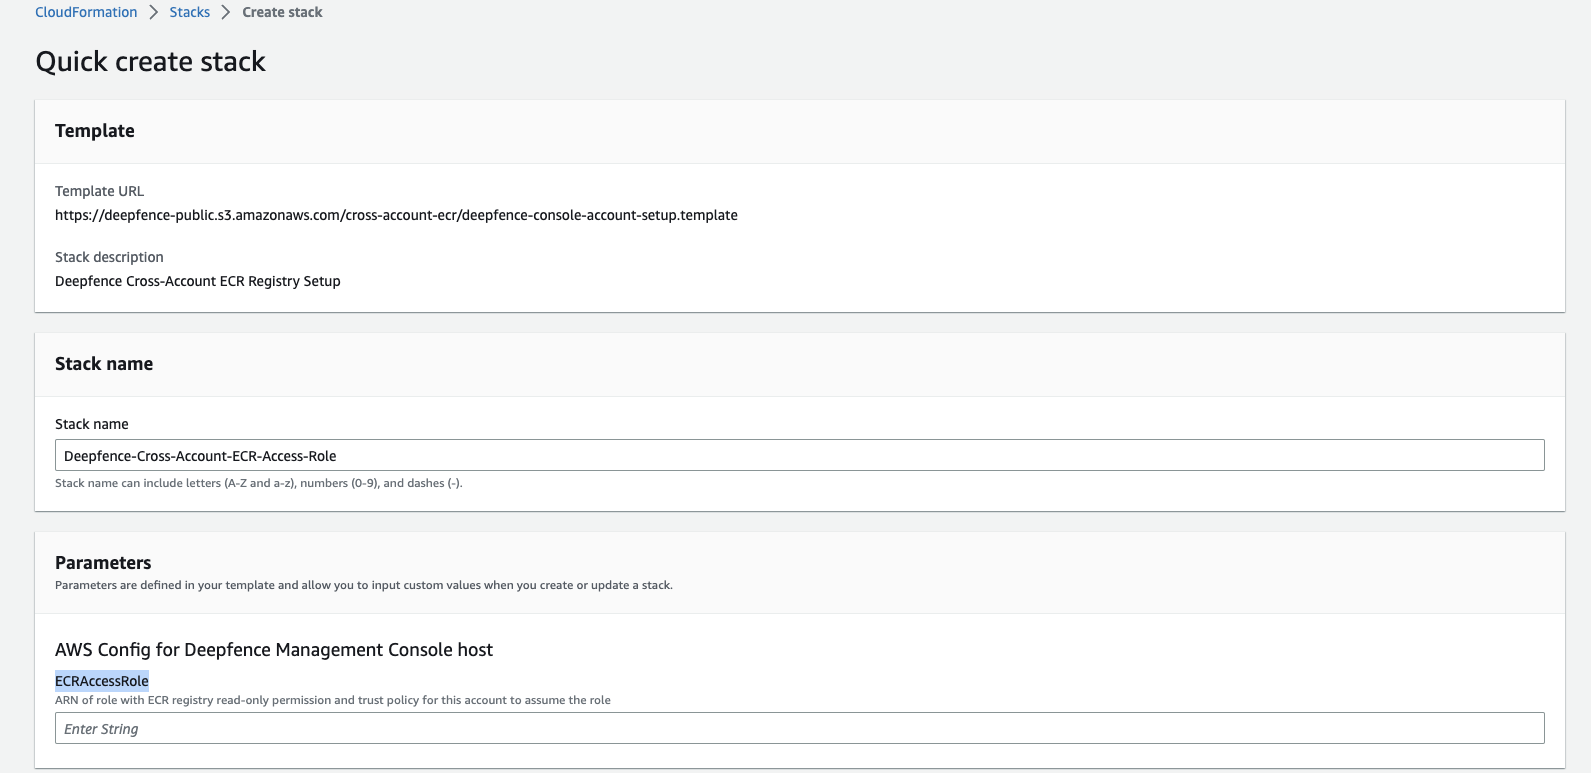 CloudFormation > Stacks > Create stack
Quick create stack
Template
Template URL
https://deepfence-public.s3.amazonaws.com/cross-account-ecr/deepfence-console-account-setup.template
Stack description
Deepfence Cross-Account ECR Registry Setup
Stack name
Stack name
Deepfence-Cross-Account-ECR-Access-Role
Stack name can include letters (A-Z and a-z), numbers (0-9), and dashes (-).
Parameters
Parameters are defined in your template and allow you to input custom values when you create or update a stack.
AWS Config for Deepfence Management Console host
ECRAccessRole
ARN of role with ECR registry read-only permission and trust policy for this account to assume the role
Enter String